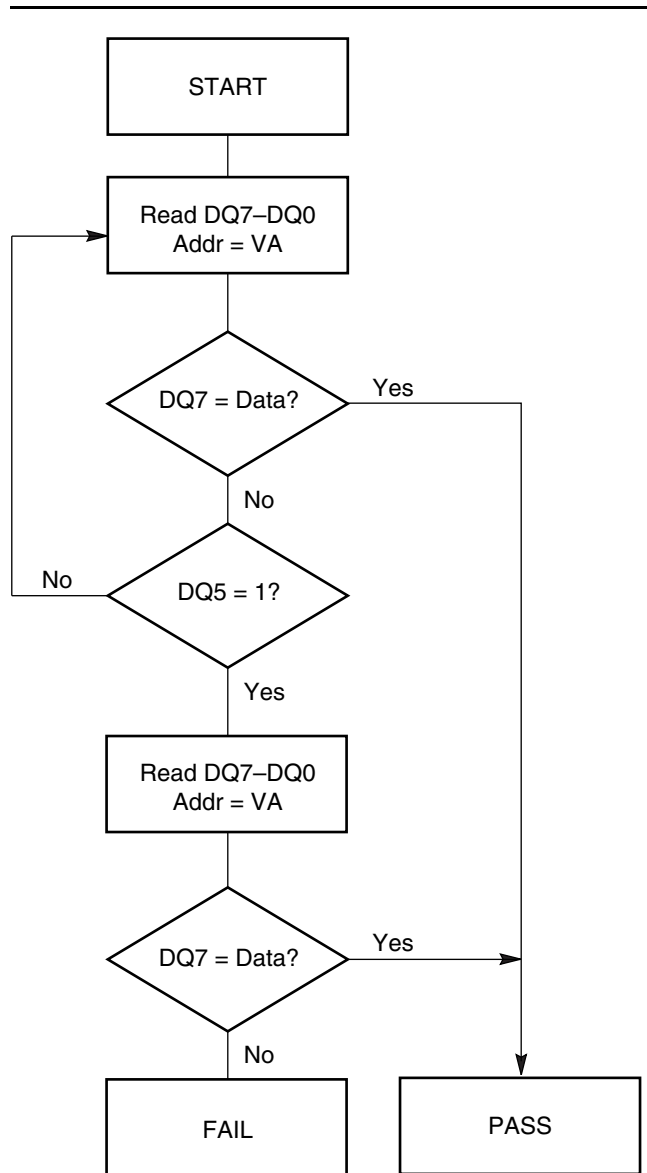 START
Read DQ7–DQ0
Addr = VA
DQ7 = Data?
Yes
No
No
DQ5 = 1?
Yes
Read DQ7–DQ0
Addr = VA
DQ7 = Data?
Yes
No
FAIL
PASS